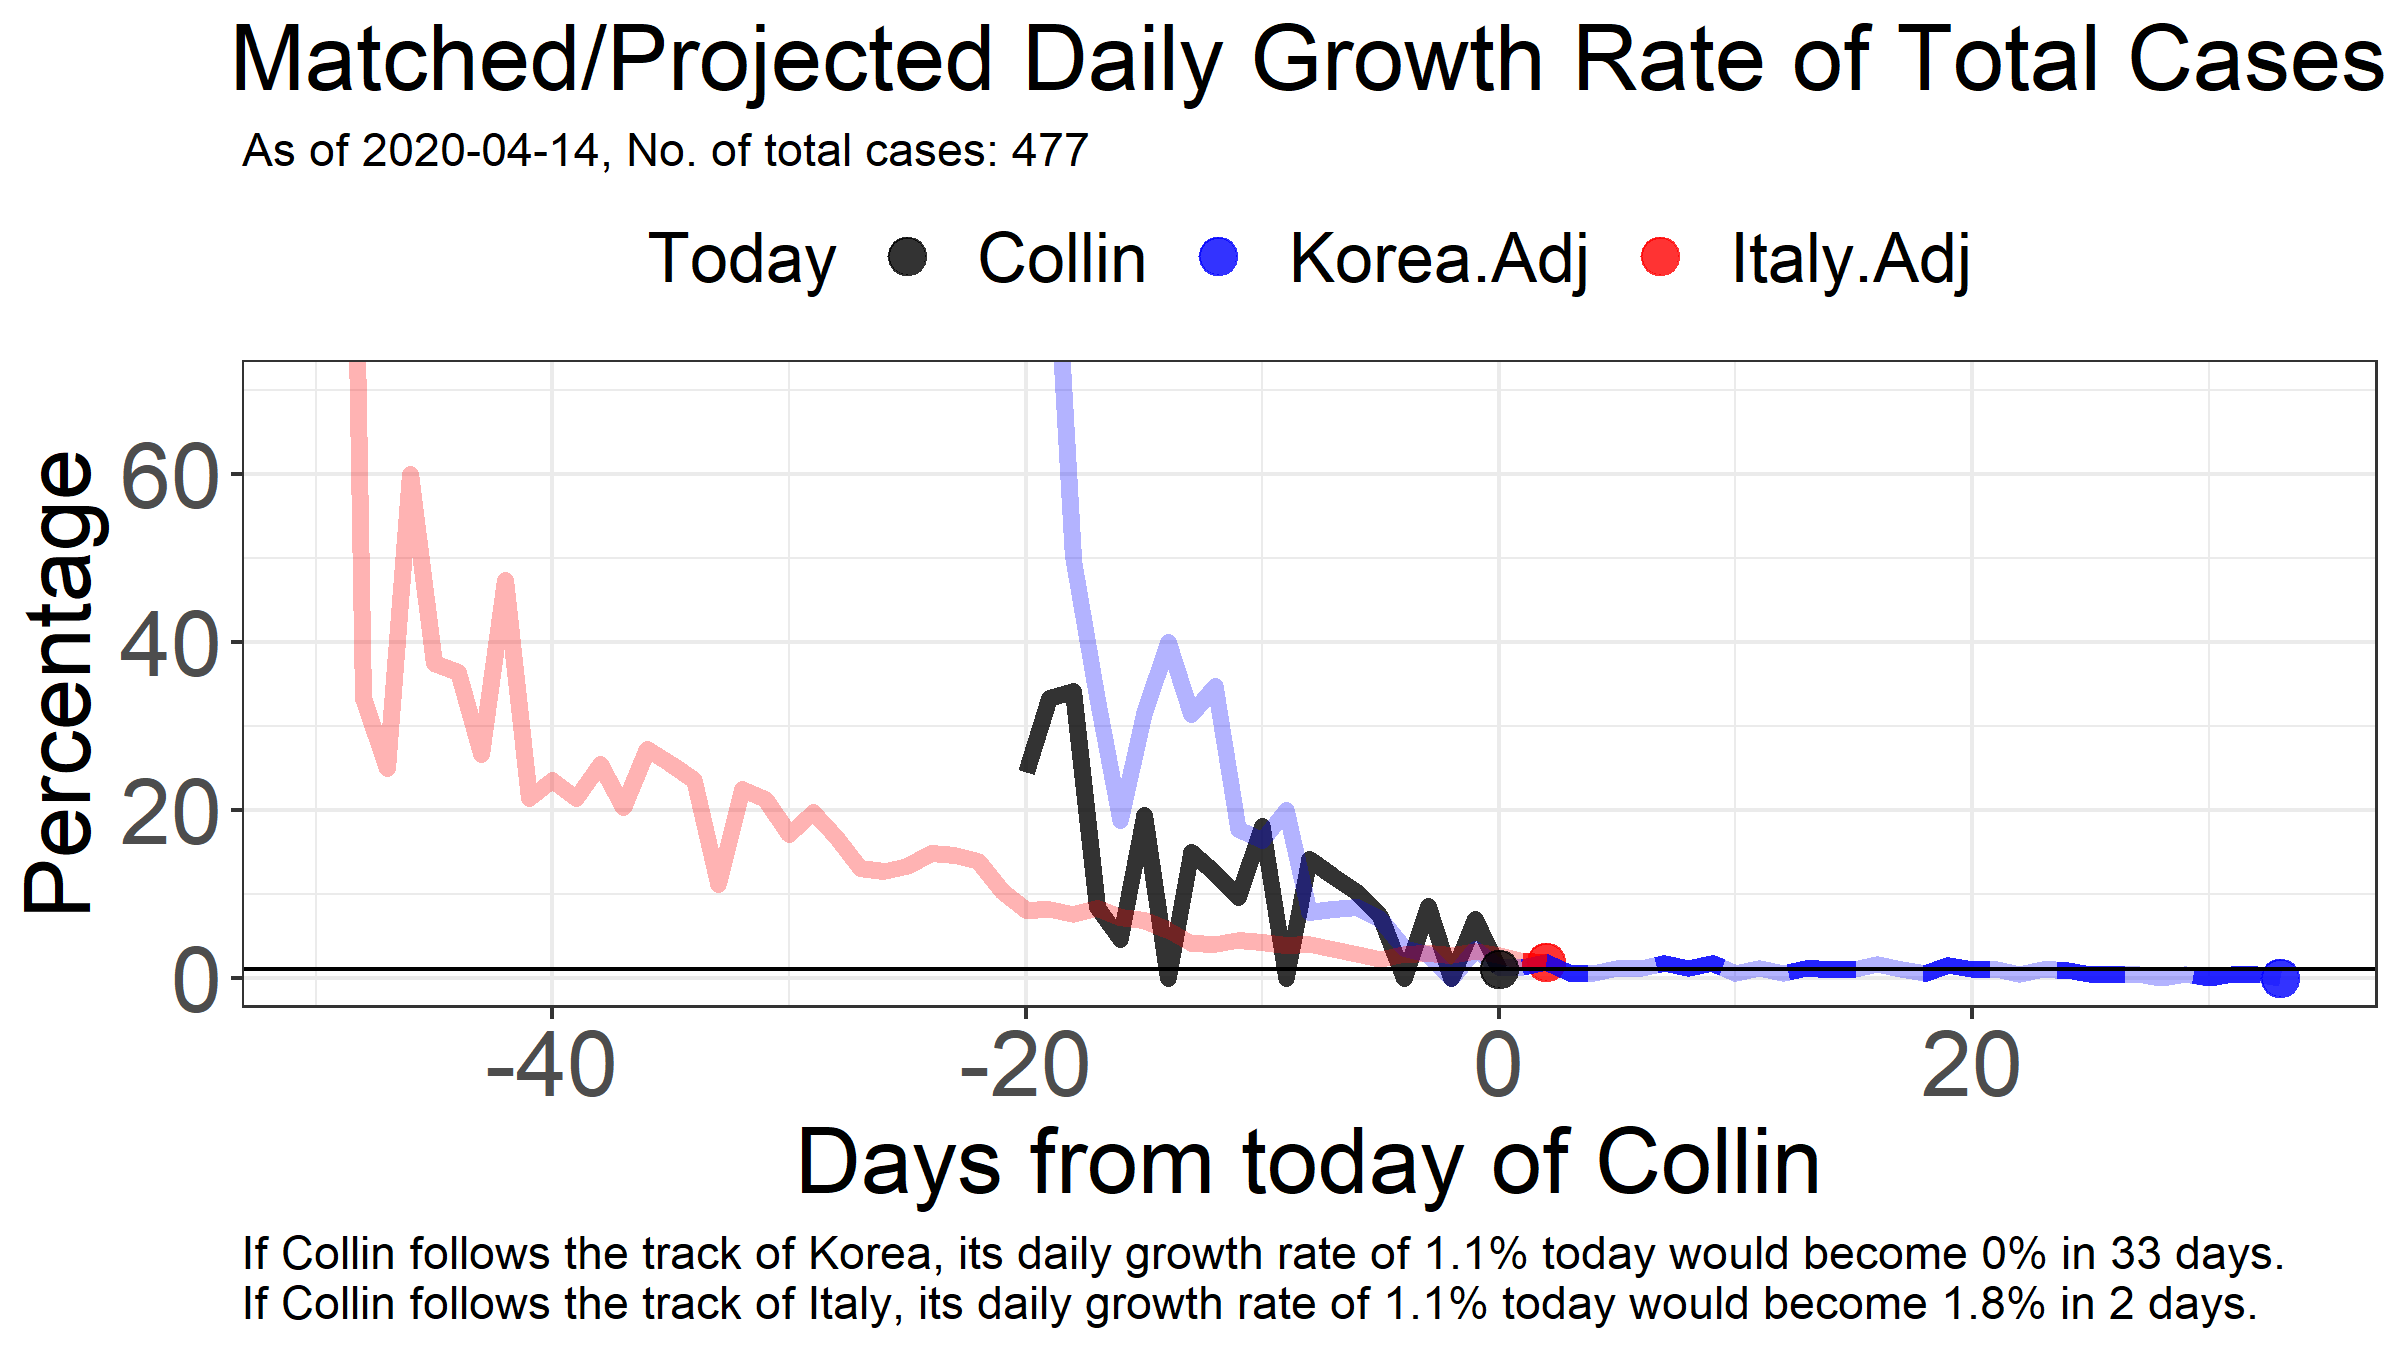 Matched/Projected Daily Growth Rate of Total Cases
As of 2020-04-14, No. of total cases: 477
Today Collin Korea.Adj Italy.Adj
Percentage
60
40
20
0
-40 -20 0 20
Days from today of Collin
If Collin follows the track of Korea, its daily growth rate of 1.1% today would become 0% in 33 days.
If Collin follows the track of Italy, its daily growth rate of 1.1% today would become 1.8% in 2 days.